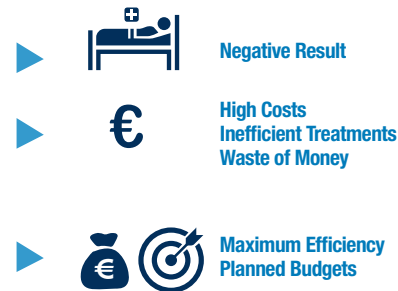 Negative Result
€
High Costs
Inefficient Treatments
Waste of Money
€
Maximum Efficiency
Planned Budgets